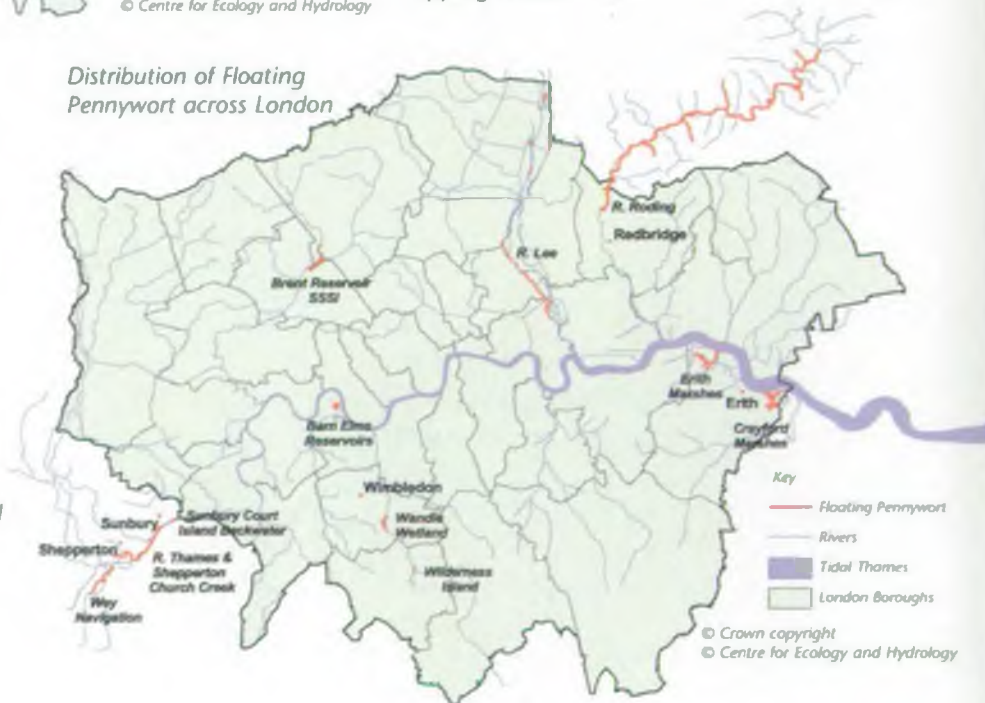 © Centre for Ecology and Hydrology
Distribution of Floating
Pennywort across London
R. Roding
Redbridge
R. Lee
Brent Reservoir
SSSI
Erith
Marshes
Erith
Crayford
Marshes
Barn Elms
Reservoirs
Wimbledon
Wandle
Wetland
Wilderness
Island
Sunbury
Sunbury Court
Island Backwater
Shepperton
R. Thames &
Shepperton
Church Creek
Wey
Navigation
Key
Floating Pennywort
Rivers
Tidal Thames
London Boroughs
© Crown copyright
© Centre for Ecology and Hydrology